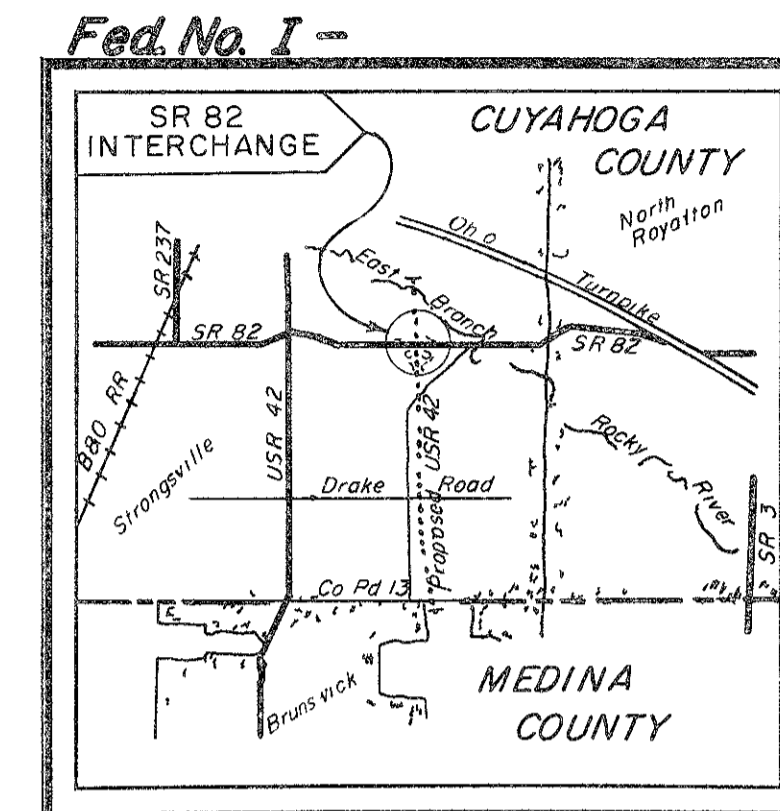 Fed. No. I-
SR 82
INTERCHANGE
CUYAHOGA
COUNTY
North
Royalton
Ohio
Turnpike
East
Branch
SR 237
SR 82
SR 82
B&O RR
USR 42
Strongsville
Proposed USR 42
Rocky
River
Drake Road
SR 3
Co Rd 13
Brunswick
MEDINA
COUNTY